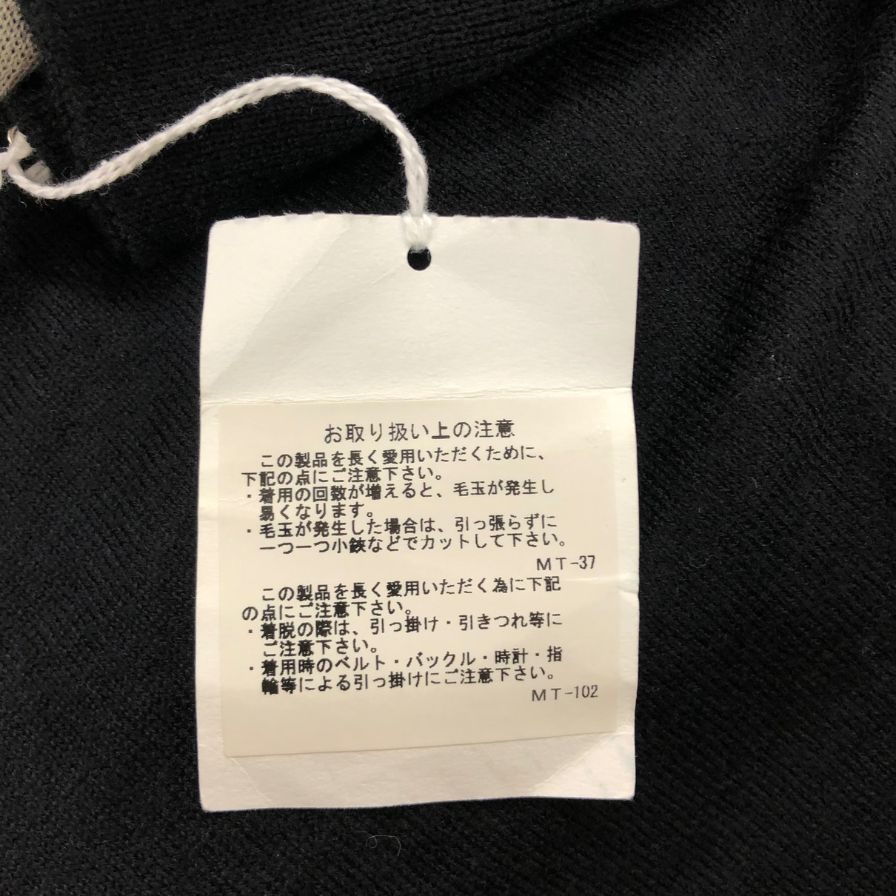 お取り扱い上の注意
この製品を長く愛用いただくために、
下記の点にご注意下さい。
・着用の回数が増えると、毛玉が発生し
易くなります。
・毛玉が発生した場合は、引っ張らずに
一つ一つ小鋏などでカットして下さい。
ＭＴ-37
この製品を長く愛用いただく為に下記
の点にご注意下さい。
・着脱の際は、引っ掛け・引きつれ等に
ご注意下さい。
・着用時のベルト・バックル・時計・指
輪等による引っ掛けにご注意下さい。
ＭＴ-102